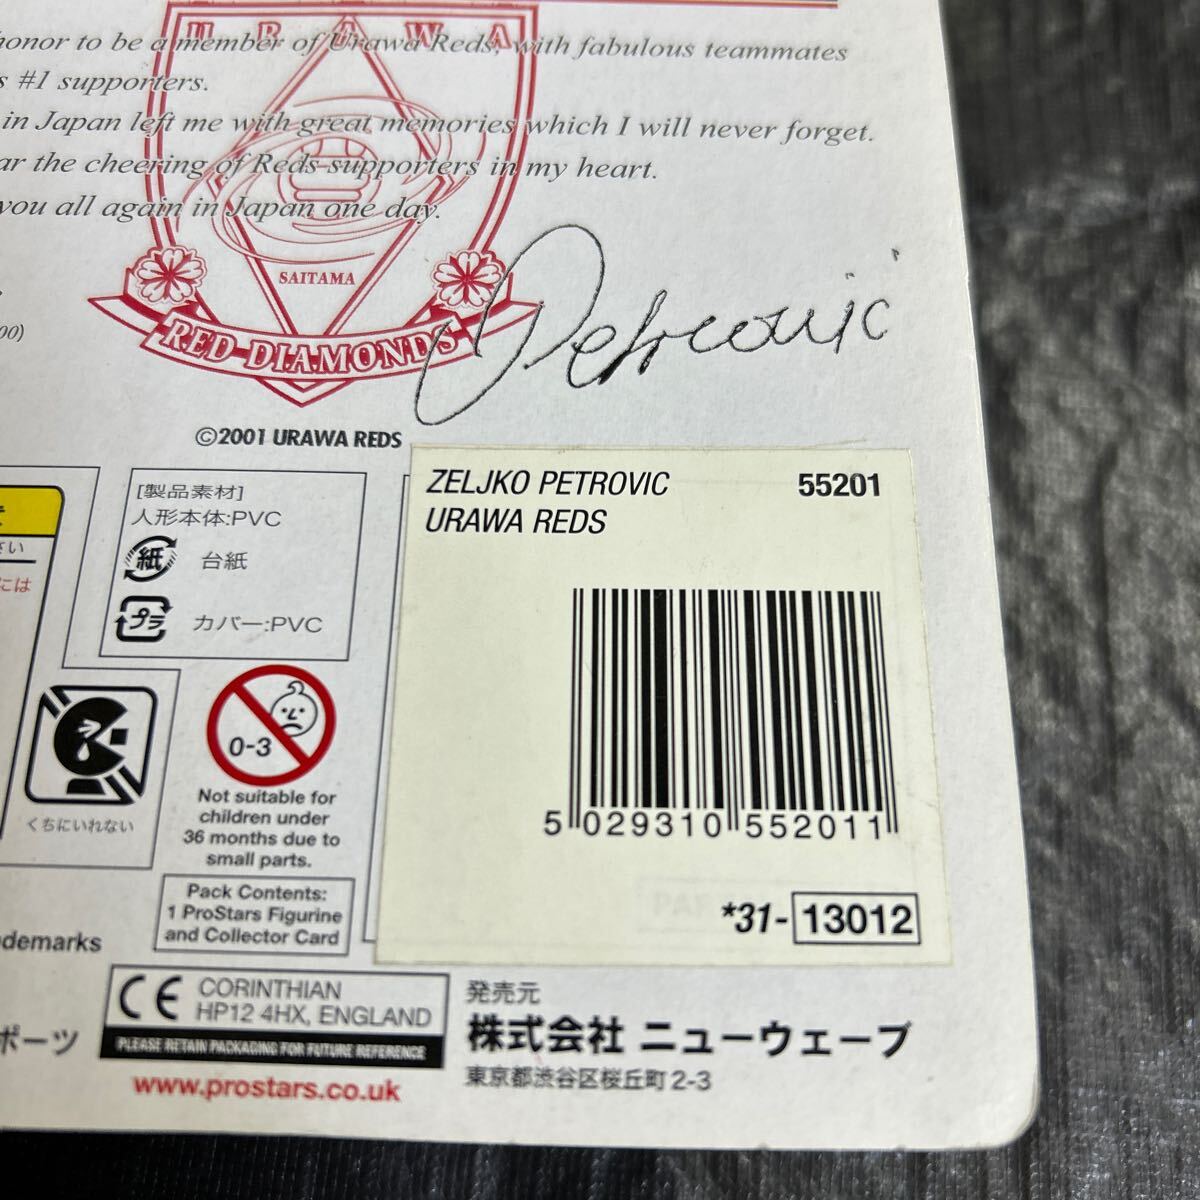 URAWA
honor to be a member of Urawa Reds, with fabulous teammates
s #1 supporters.
in Japan left me with great memories which I will never forget.
ar the cheering of Reds supporters in my heart.
you all again in Japan one day.
SAITAMA
RED DIAMONDS
Petrovic
00)
©2001 URAWA REDS
[製品素材]
人形本体:PVC
紙 台紙
プラ カバー:PVC
さい
には
くちにいれない
0-3
Not suitable for
children under
36 months due to
small parts.
Pack Contents:
1 ProStars Figurine
and Collector Card
ZELJKO PETROVIC 55201
URAWA REDS
5 029310 552011
*31-13012
demarks
CE CORINTHIAN
HP12 4HX, ENGLAND
PLEASE RETAIN PACKAGING FOR FUTURE REFERENCE
ポーツ
www.prostars.co.uk
発売元
株式会社 ニューウェーブ
東京都渋谷区桜丘町2-3